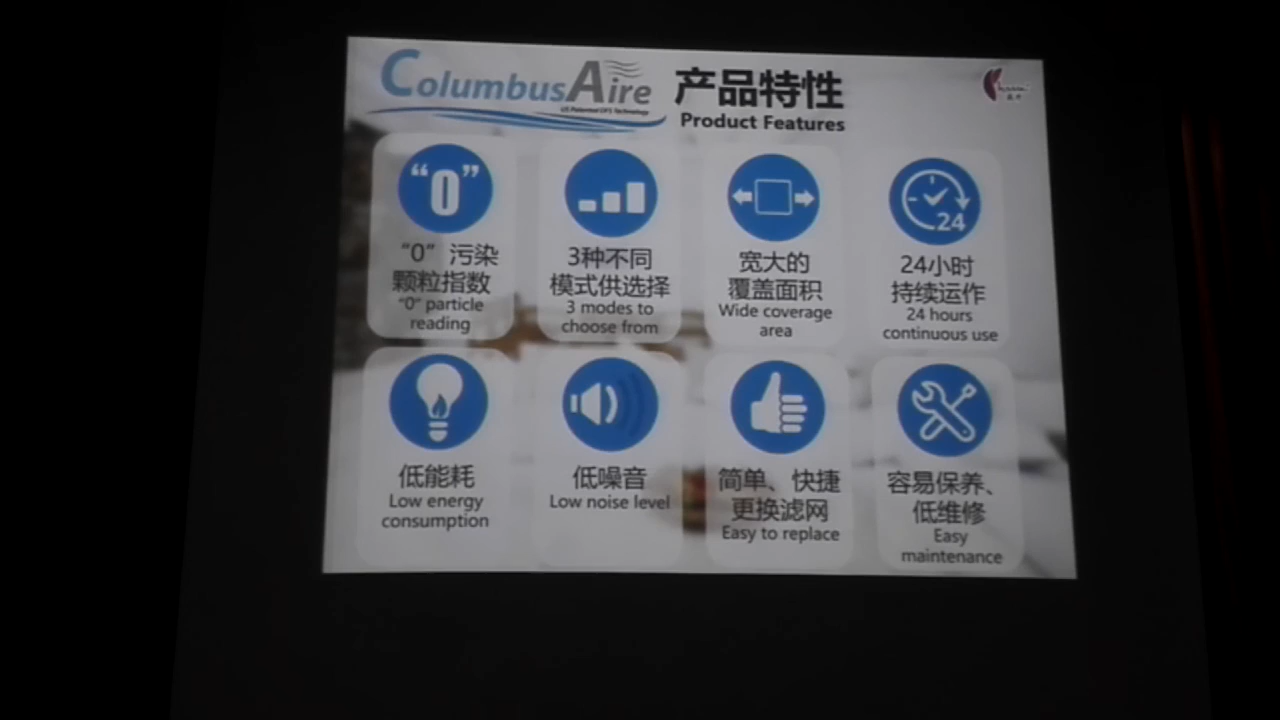 ColumbusAire
US Patented DFS Technology
产品特性
Product Features
“0”
“0” 污染
颗粒指数
“0” particle
reading
3种不同
模式供选择
3 modes to
choose from
宽大的
覆盖面积
Wide coverage
area
24
24小时
持续运作
24 hours
continuous use
低能耗
Low energy
consumption
低噪音
Low noise level
简单、快捷
更换滤网
Easy to replace
容易保养、
低维修
Easy
maintenance